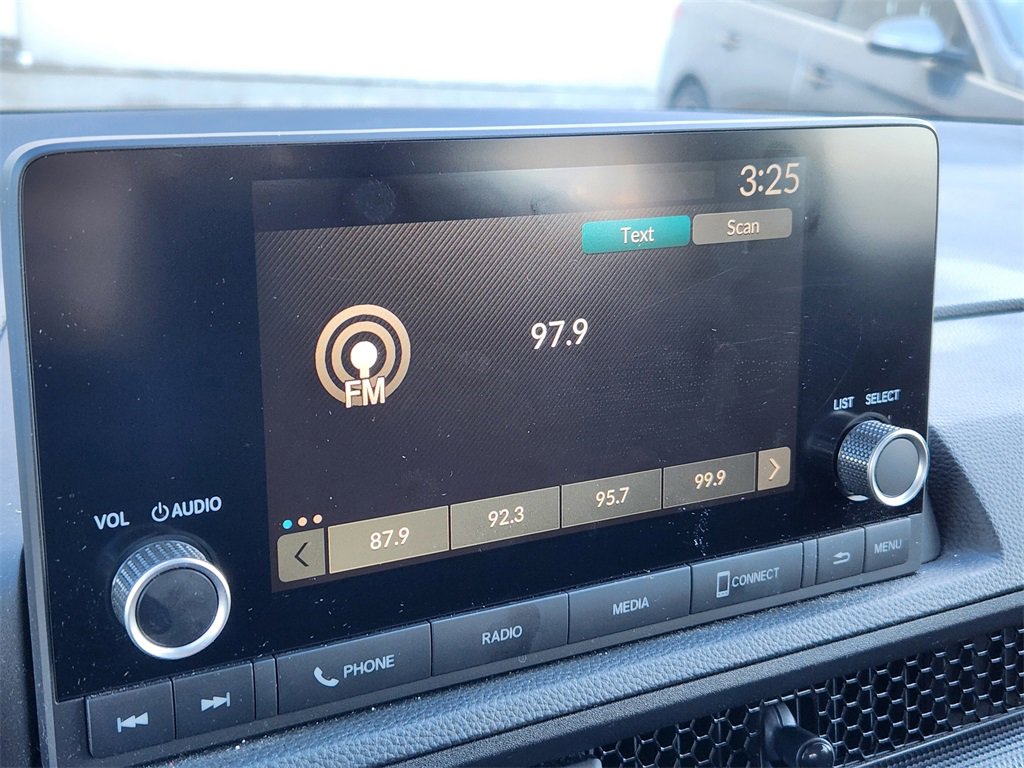 3:25
Text Scan
97.9
FM
LIST SELECT
87.9 92.3 95.7 99.9
VOL AUDIO
PHONE RADIO MEDIA CONNECT MENU